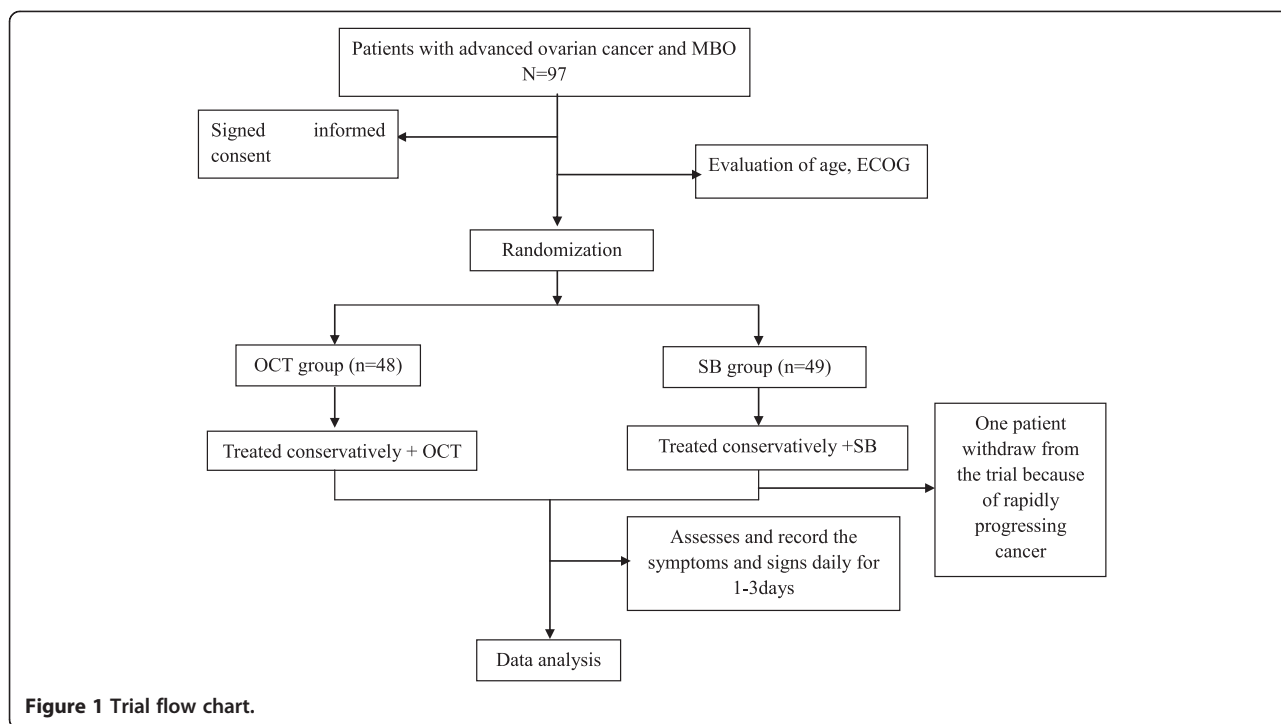 Patients with advanced ovarian cancer and MBO
N=97
Signed informed
consent
Evaluation of age, ECOG
Randomization
OCT group (n=48)
SB group (n=49)
Treated conservatively + OCT
Treated conservatively +SB
One patient
withdraw from
the trial because
of rapidly
progressing
cancer
Assesses and record the
symptoms and signs daily for
1-3days
Data analysis
Figure 1 Trial flow chart.